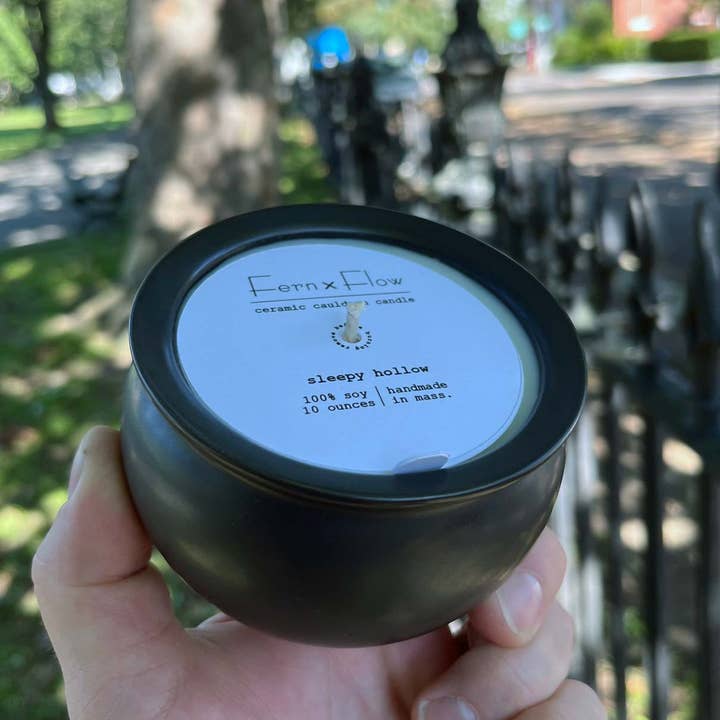 Fern x Flow
ceramic cauldron candle
sleepy hollow
100% soy | handmade
10 ounces | in mass.